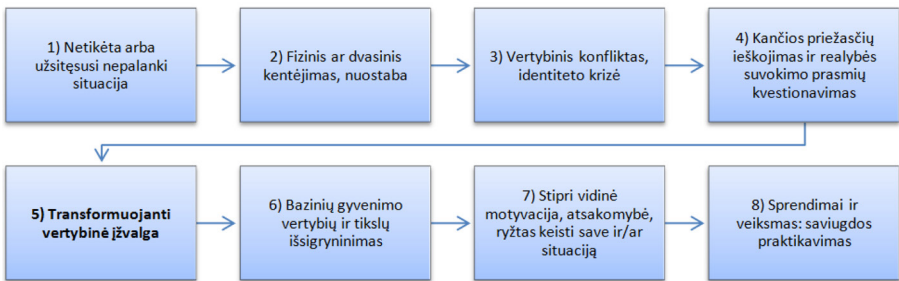 1) Netikėta arba
užsitęsusi nepalanki
situacija
2) Fizinis ar dvasinis
kentėjimas, nuostaba
3) Vertybinis konfliktas,
identiteto krizė
4) Kančios priežasčių
ieškojimas ir realybės
suvokimo prasmių
kvestionavimas
5) Transformuojanti
vertybinė įžvalga
6) Bazinių gyvenimo
vertybių ir tikslų
išsigryninimas
7) Stipri vidinė
motyvacija, atsakomybė,
ryžtas keisti save ir/ar
situaciją
8) Sprendimai ir
veiksmas: saviugdos
praktikavimas